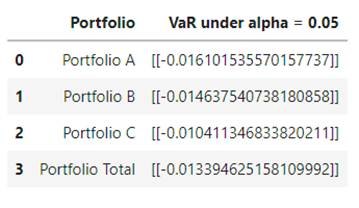 Portfolio VaR under alpha = 0.05
0 Portfolio A [[-0.016101535570157737]]
1 Portfolio B [[-0.014637540738180858]]
2 Portfolio C [[-0.010411346833820211]]
3 Portfolio Total [[-0.013394625158109992]]